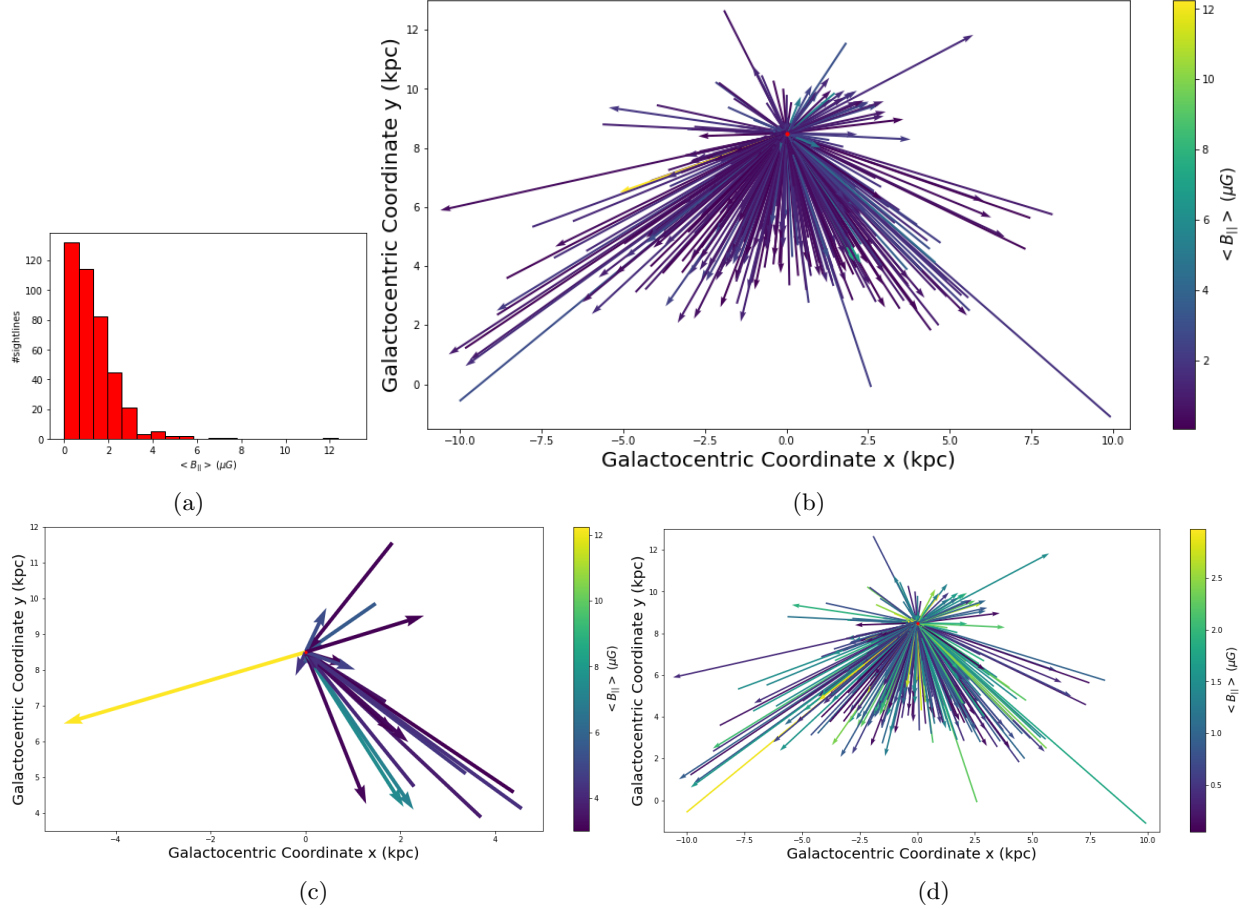 120
100
80
60
40
20
0
#sightlines
0 2 4 6 8 10 12
< B|| > (μG)
(a)
12
10
8
6
4
2
0
Galactocentric Coordinate y (kpc)
−10.0 −7.5 −5.0 −2.5 0.0 2.5 5.0 7.5 10.0
Galactocentric Coordinate x (kpc)
12
10
8
6
4
2
< B|| > (μG)
(b)
12
11
10
9
8
7
6
5
4
Galactocentric Coordinate y (kpc)
−4 −2 0 2 4
Galactocentric Coordinate x (kpc)
12
10
8
6
4
< B|| > (μG)
(c)
12
10
8
6
4
2
0
Galactocentric Coordinate y (kpc)
−10.0 −7.5 −5.0 −2.5 0.0 2.5 5.0 7.5 10.0
Galactocentric Coordinate x (kpc)
2.5
2.0
1.5
1.0
0.5
< B|| > (μG)
(d)